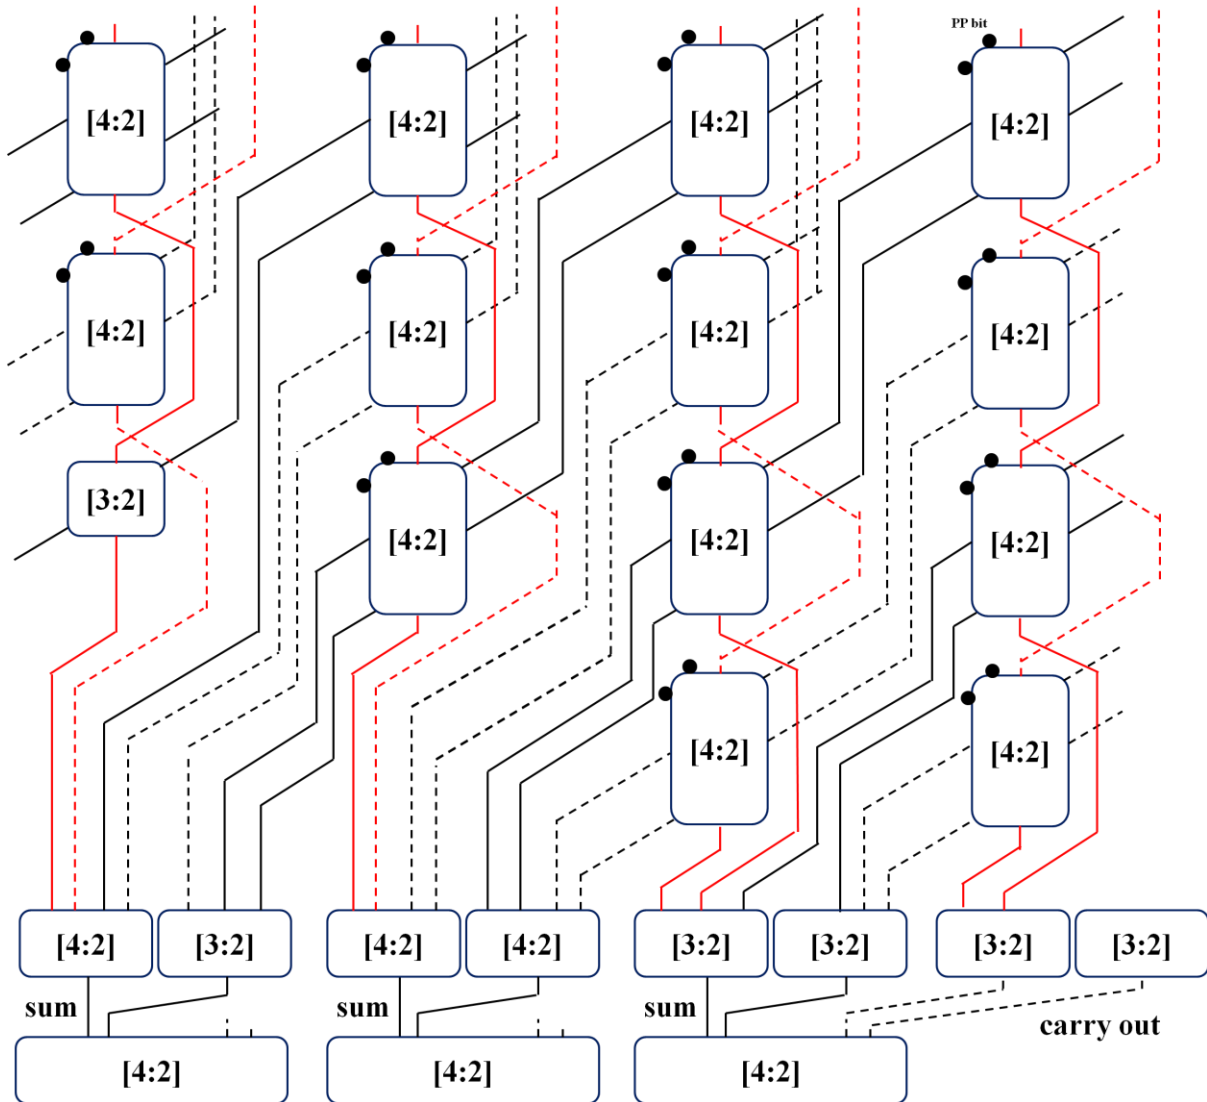 PP bit
[4:2] [4:2] [4:2] [4:2]
[4:2] [4:2] [4:2] [4:2]
[3:2] [4:2] [4:2] [4:2]
[4:2] [4:2]
[4:2] [3:2] [4:2] [4:2] [3:2] [3:2] [3:2] [3:2]
sum sum sum carry out
[4:2] [4:2] [4:2]